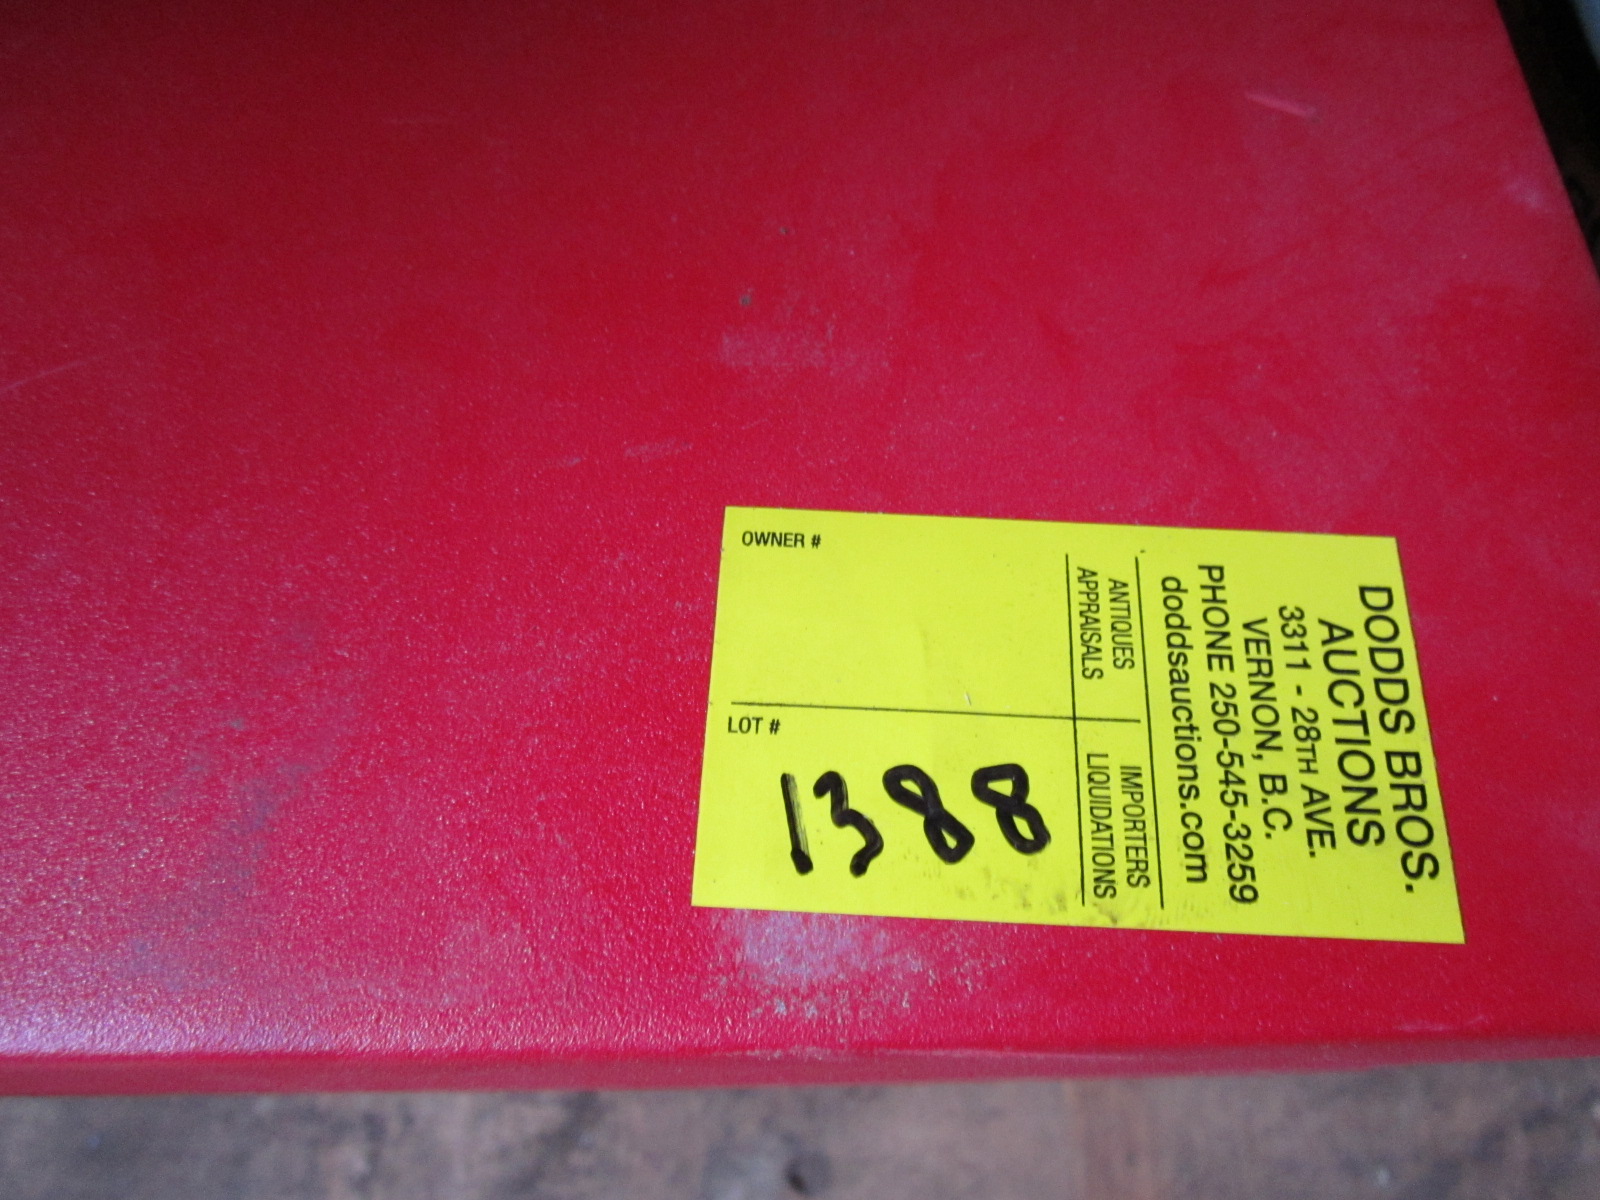 DODDS BROS.
AUCTIONS
3311 - 28TH AVE.
VERNON, B.C.
PHONE 250-545-3259
doddsauctions.com
ANTIQUES
APPRAISALS
IMPORTERS
LIQUIDATIONS
OWNER #
LOT #
1388